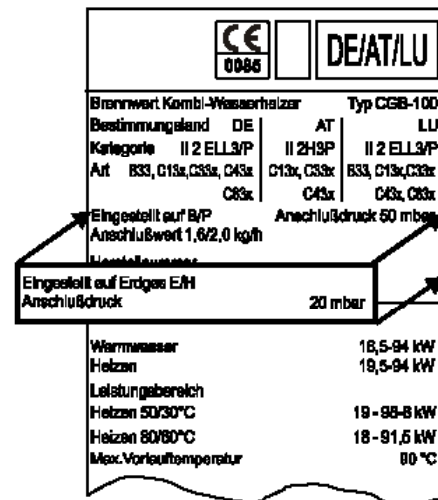 CE
0085
DE/AT/LU
Brennwert Kombi-Wasserheizer Typ CGB-100
Bestimmungsland DE AT LU
Kategorie II 2 ELL3/P II 2H3P II 2 ELL3/P
Art B33, C13x,C33x, C43x C13x, C33x B33, C13x,C33x
C63x C43x C43x, C63x
Eingestellt auf B/P Anschlußdruck 50 mbar
Anschlußwert 1,6/2,0 kg/h
Eingestellt auf Erdgas E/H
Anschlußdruck 20 mbar
Warmwasser 18,5-94 kW
Heizen 19,5-94 kW
Leistungsbereich
Heizen 50/30°C 19 - 98-8 kW
Heizen 80/60°C 18 - 91,5 kW
Max.Vorlauftemperatur 90 °C